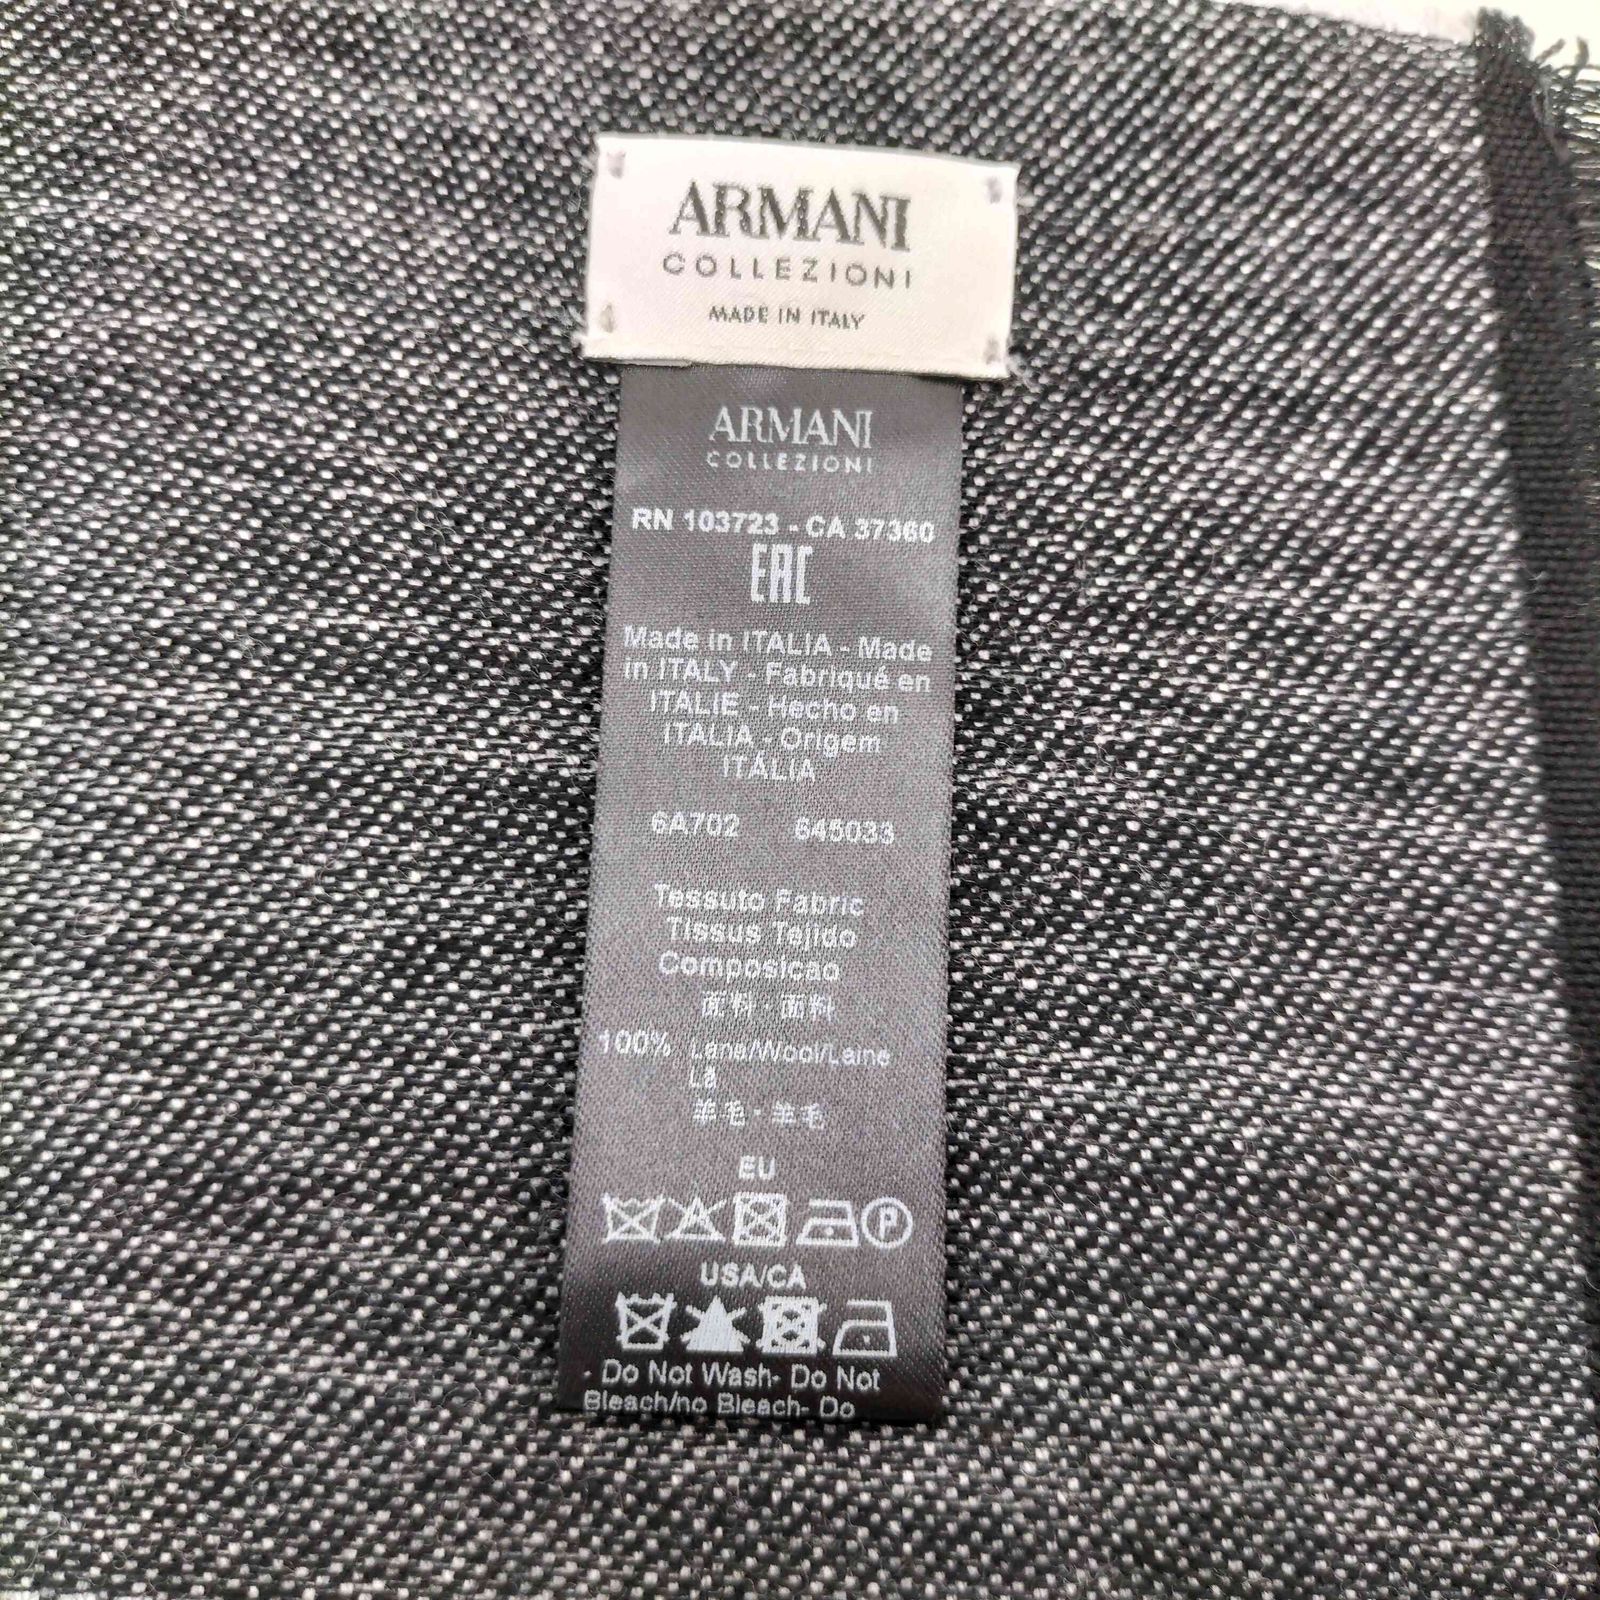 ARMANI
COLLEZIONI
MADE IN ITALY
ARMANI
COLLEZIONI
RN 103723 - CA 37360
EAC
Made in ITALIA - Made
in ITALY - Fabriqué en
ITALIE - Hecho en
ITALIA - Origem
ITÁLIA
6A702 645033
Tessuto Fabric
Tissus Tejido
Composicao
面料 · 面料
100% Lana/Wool/Laine
Lã
羊毛 · 羊毛
EU
P
USA/CA
- Do Not Wash- Do Not
Bleach/no Bleach- Do